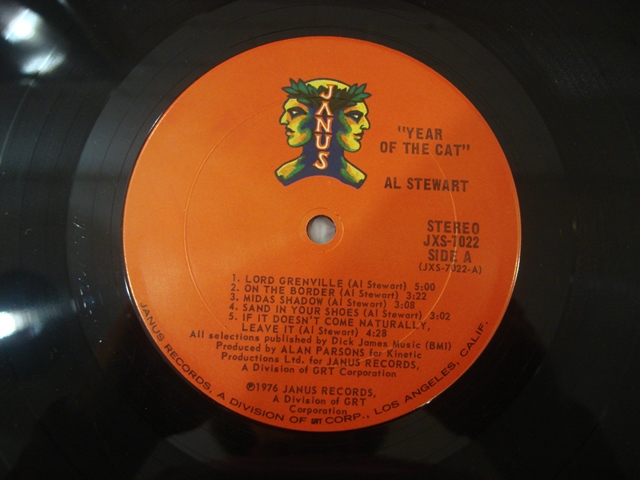 JANUS
"YEAR
OF THE CAT"
AL STEWART
STEREO
JXS-7022
SIDE A
(JXS-7022-A)
1. LORD GRENVILLE (Al Stewart) 5:00
2. ON THE BORDER (Al Stewart) 3:22
3. MIDAS SHADOW (Al Stewart) 3:08
4. SAND IN YOUR SHOES (Al Stewart) 3:02
5. IF IT DOESN'T COME NATURALLY,
LEAVE IT (Al Stewart) 4:28
All selections published by Dick James Music (BMI)
Produced by ALAN PARSONS for Kinetic
Productions Ltd. for JANUS RECORDS,
A Division of GRT Corporation
℗1976 JANUS RECORDS,
A Division of GRT
Corporation
JANUS RECORDS, A DIVISION OF GRT CORP., LOS ANGELES, CALIF.